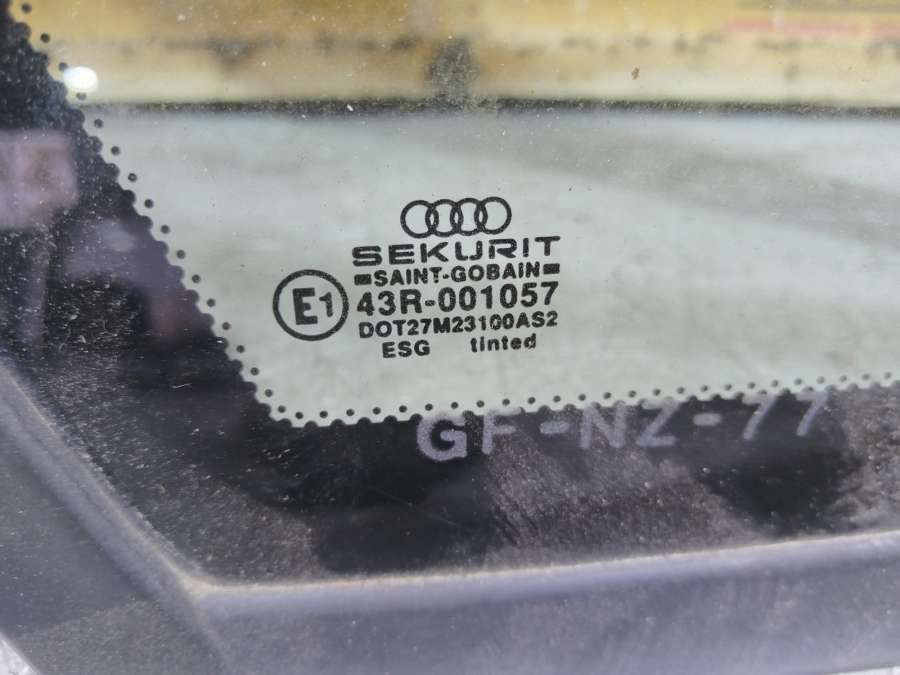 SEKURIT
SAINT-GOBAIN
E1
43R-001057
DOT27M23100AS2
ESG tinted
GF-NZ-77